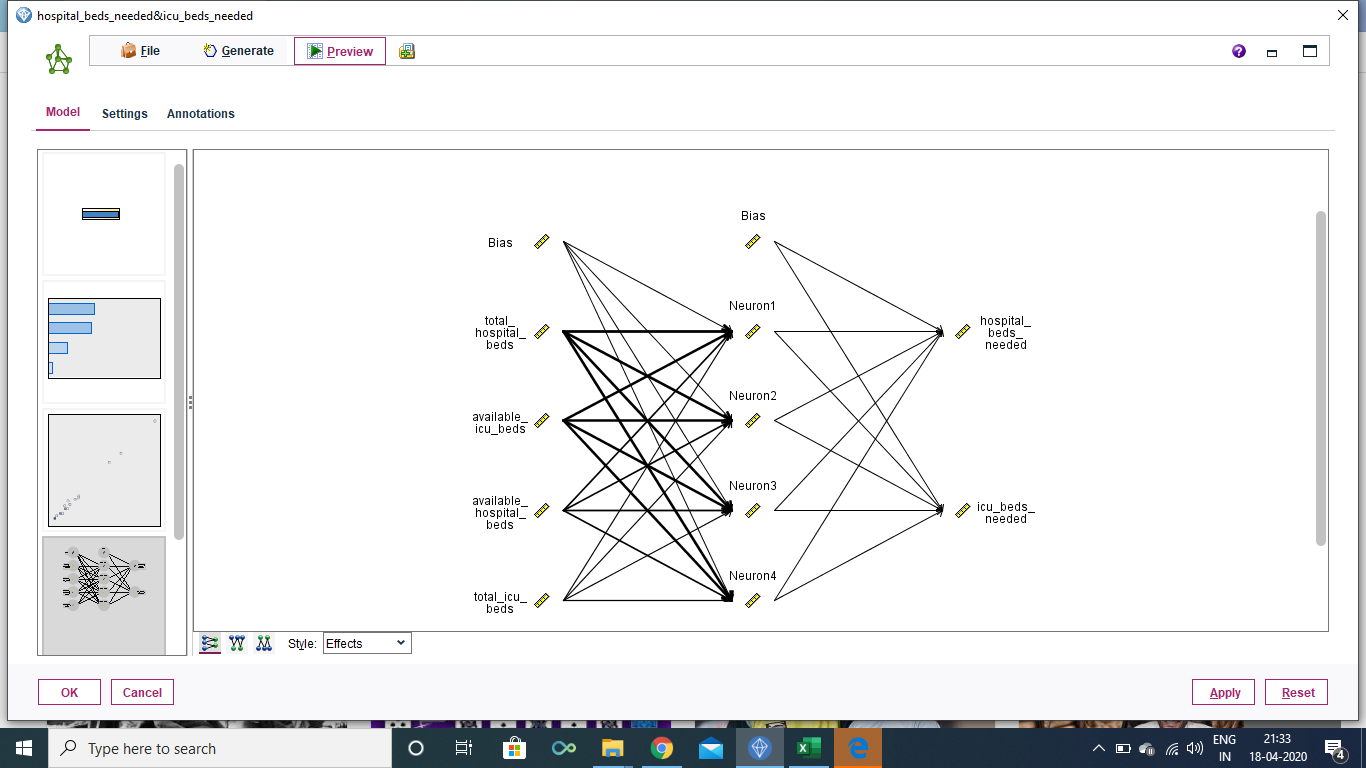 hospital_beds_needed&icu_beds_needed
File
Generate
Preview
Model
Settings
Annotations
Bias
Bias
Neuron1
total_
hospital_
beds
hospital_
beds_
needed
Neuron2
available_
icu_beds
Neuron3
available_
hospital_
beds
icu_beds_
needed
Neuron4
total_icu_
beds
Style:
Effects
OK
Cancel
Apply
Reset
Type here to search
ENG
IN
21:33
18-04-2020
4